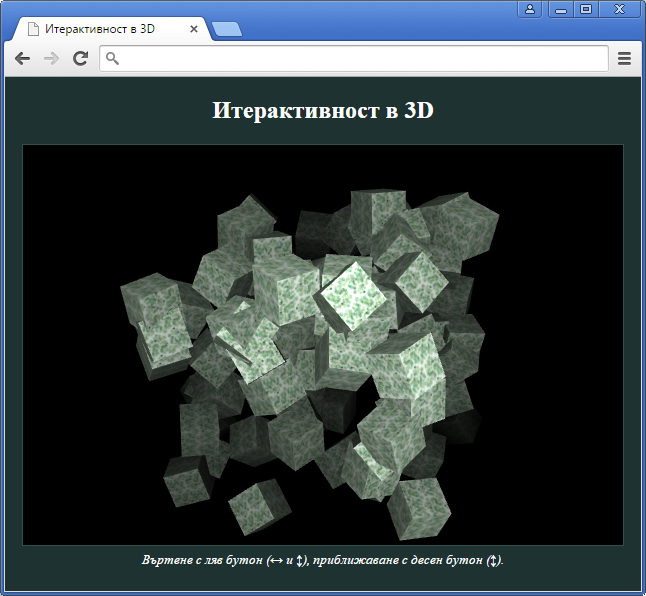 Итерактивност в 3D
Итерактивност в 3D
Въртене с ляв бутон (↔ и ↕), приближаване с десен бутон (↕).